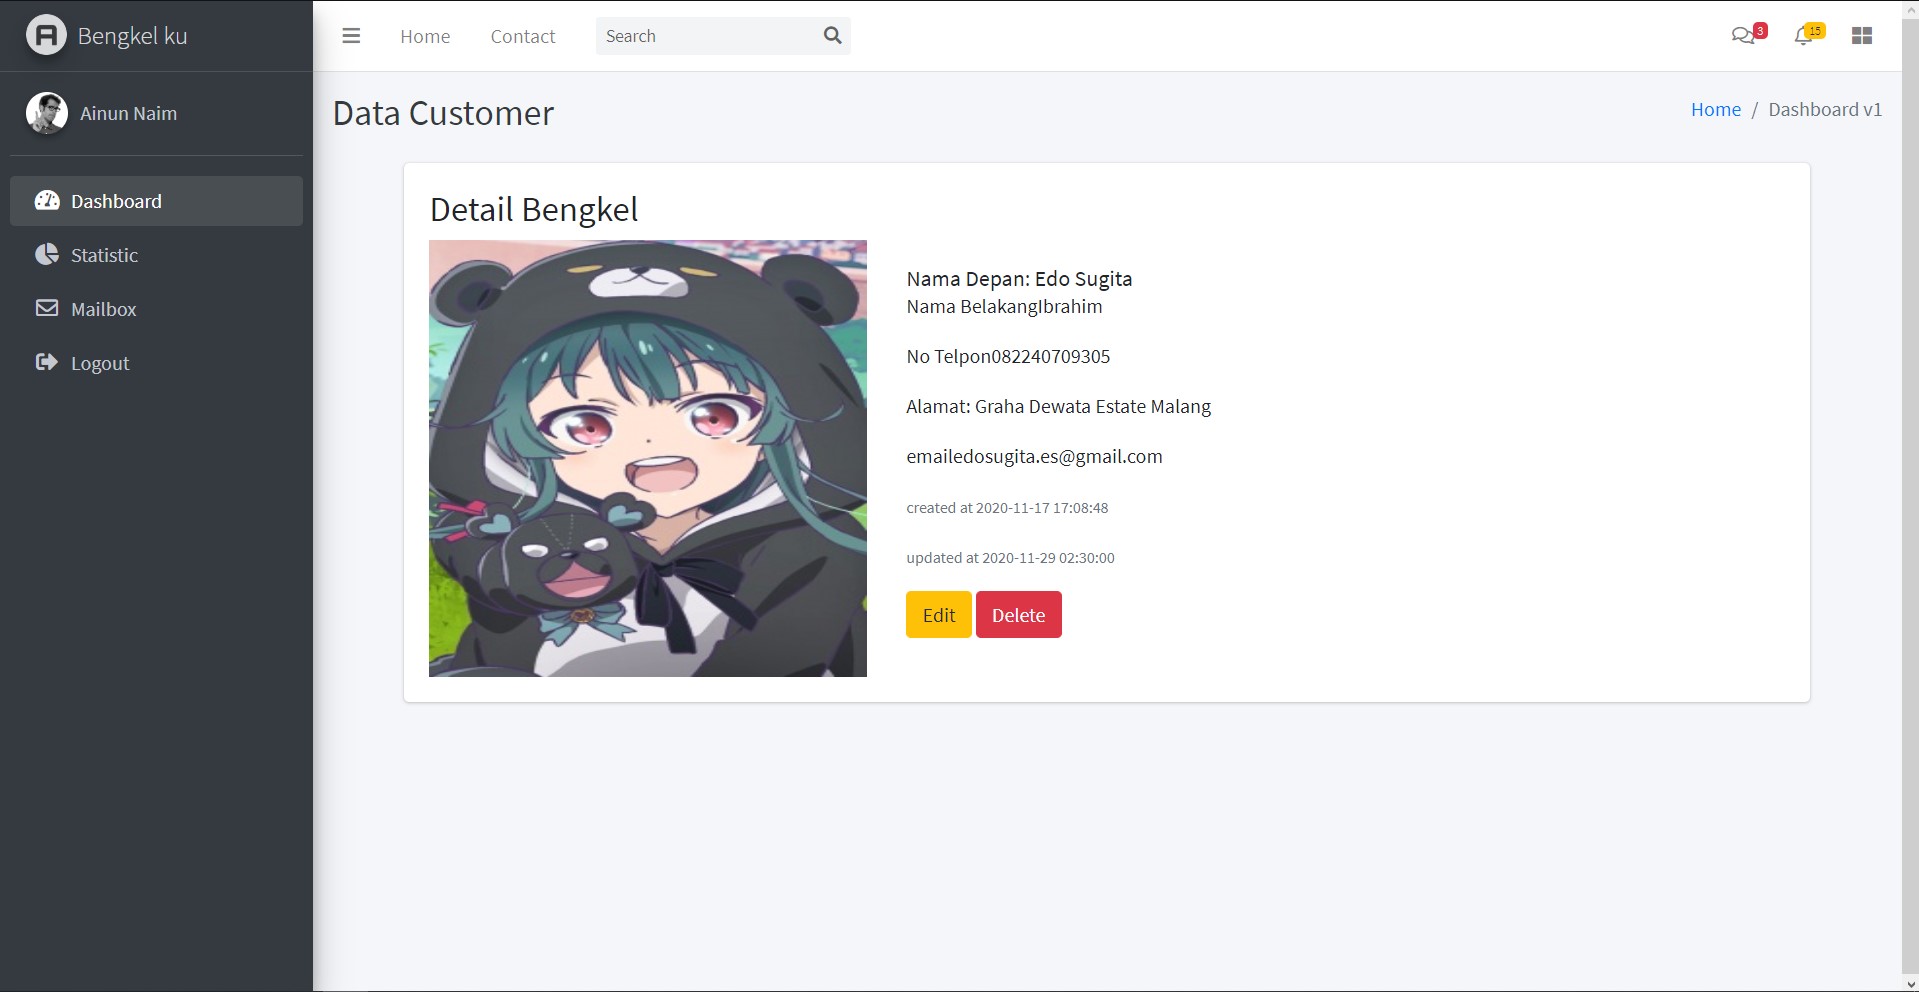 Bengkel ku
Home
Contact
Search
3
15
Ainun Naim
Dashboard
Statistic
Mailbox
Logout
Data Customer
Home / Dashboard v1
Detail Bengkel
Nama Depan: Edo Sugita
Nama BelakangIbrahim
No Telpon082240709305
Alamat: Graha Dewata Estate Malang
emailedosugita.es@gmail.com
created at 2020-11-17 17:08:48
updated at 2020-11-29 02:30:00
Edit
Delete